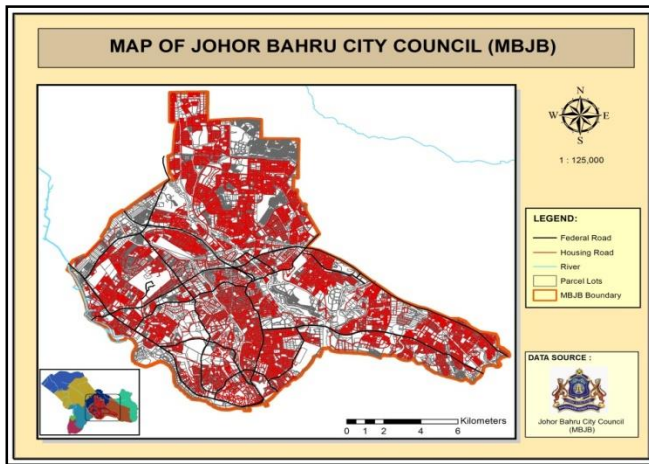 MAP OF JOHOR BAHRU CITY COUNCIL (MBJB)
N
W E
S
1 : 125,000
LEGEND:
Federal Road
Housing Road
River
Parcel Lots
MBJB Boundary
DATA SOURCE :
Johor Bahru City Council
(MBJB)
Kilometers
0 1 2 4 6